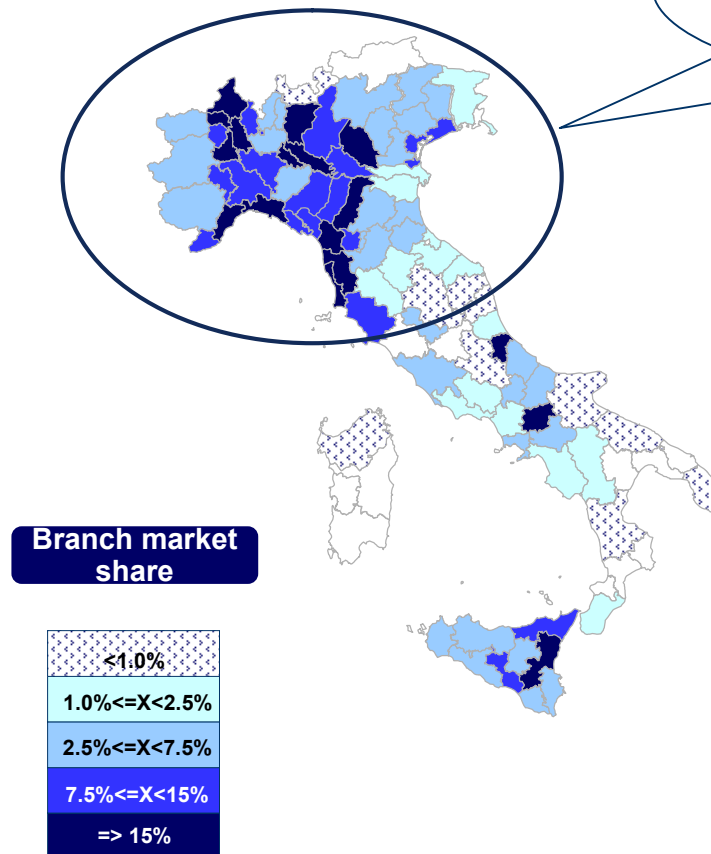 Branch market
share
<1.0%
1.0%<=X<2.5%
2.5%<=X<7.5%
7.5%<=X<15%
=> 15%